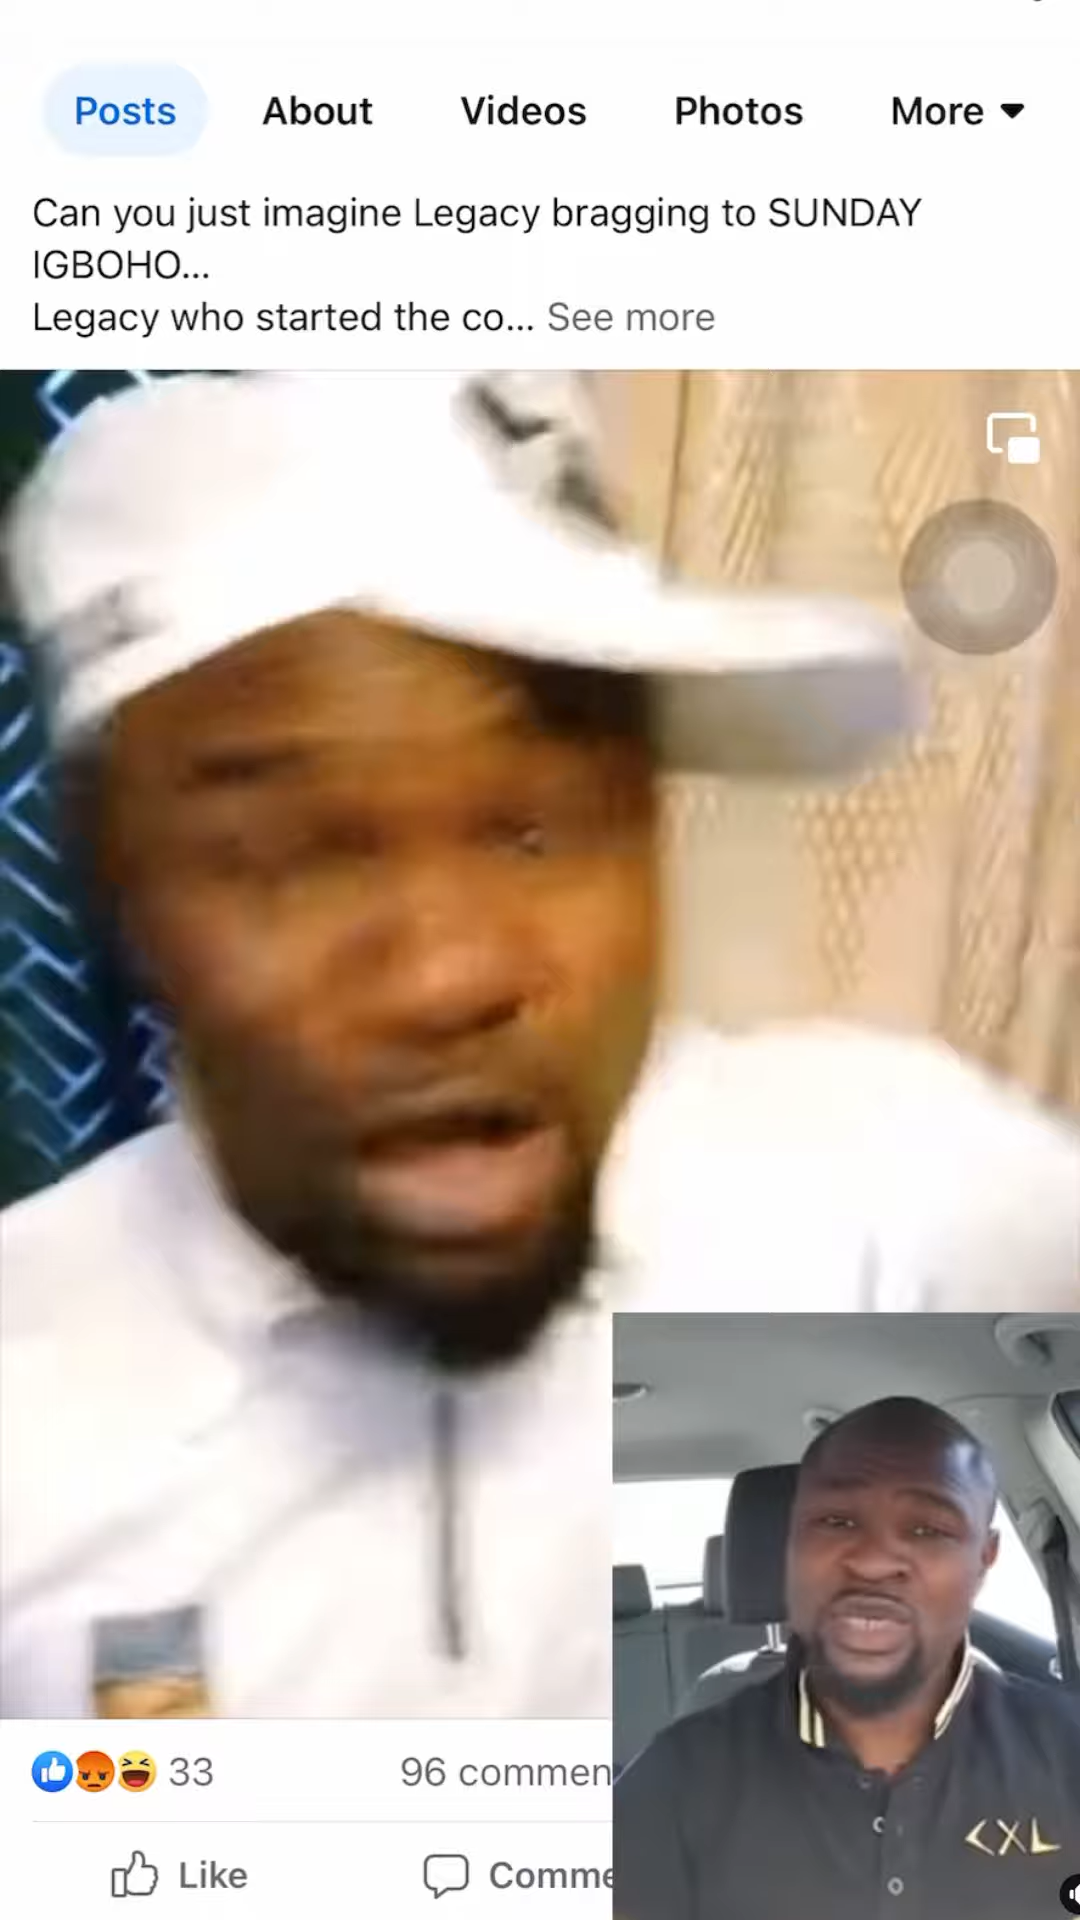 Posts About Videos Photos More
Can you just imagine Legacy bragging to SUNDAY
IGBOHO...
Legacy who started the co... See more
33 96 commen
Like Comme
CXL